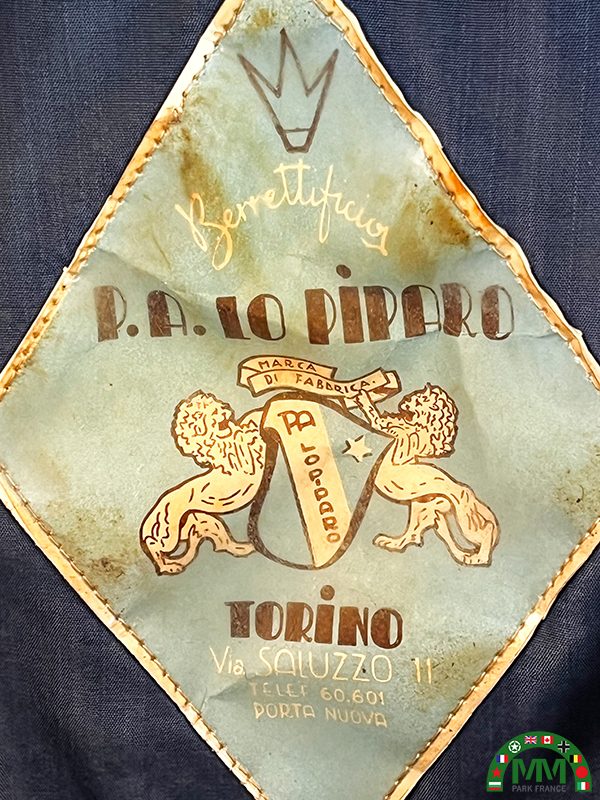 Berrettificio
P.A. LO PIPARO
MARCA
DI FABBRICA.
PA
LO PIPARO
TORINO
Via SALUZZO 11
TELEF 60.601
PORTA NUOVA
MM
PARK FRANCE